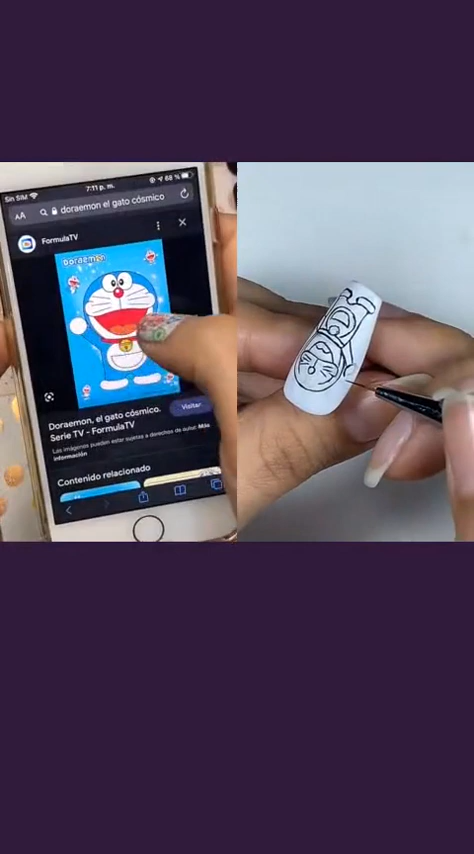 Sin SIM
7:11 p. m.
68 %
AA
doraemon el gato cósmico
FormulaTV
doraemon
Doraemon, el gato cósmico.
Serie TV - FormulaTV
Visitar
Las imágenes pueden estar sujetas a derechos de autor. Más
información
Contenido relacionado